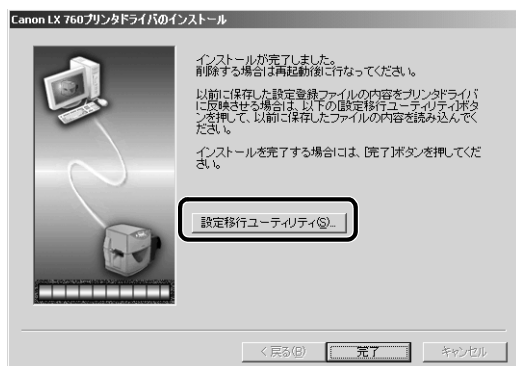 Canon LX 760プリンタドライバのインストール
インストールが完了しました。
削除する場合は再起動後に行なってください。
以前に保存した設定登録ファイルの内容をプリンタドライバ
に反映させる場合は、以下の[設定移行ユーティリティ]ボタ
ンを押して、以前に保存したファイルの内容を読み込んでく
ださい。
インストールを完了する場合には、[完了]ボタンを押してくだ
さい。
設定移行ユーティリティ(S)...
< 戻る(B)
完了
キャンセル